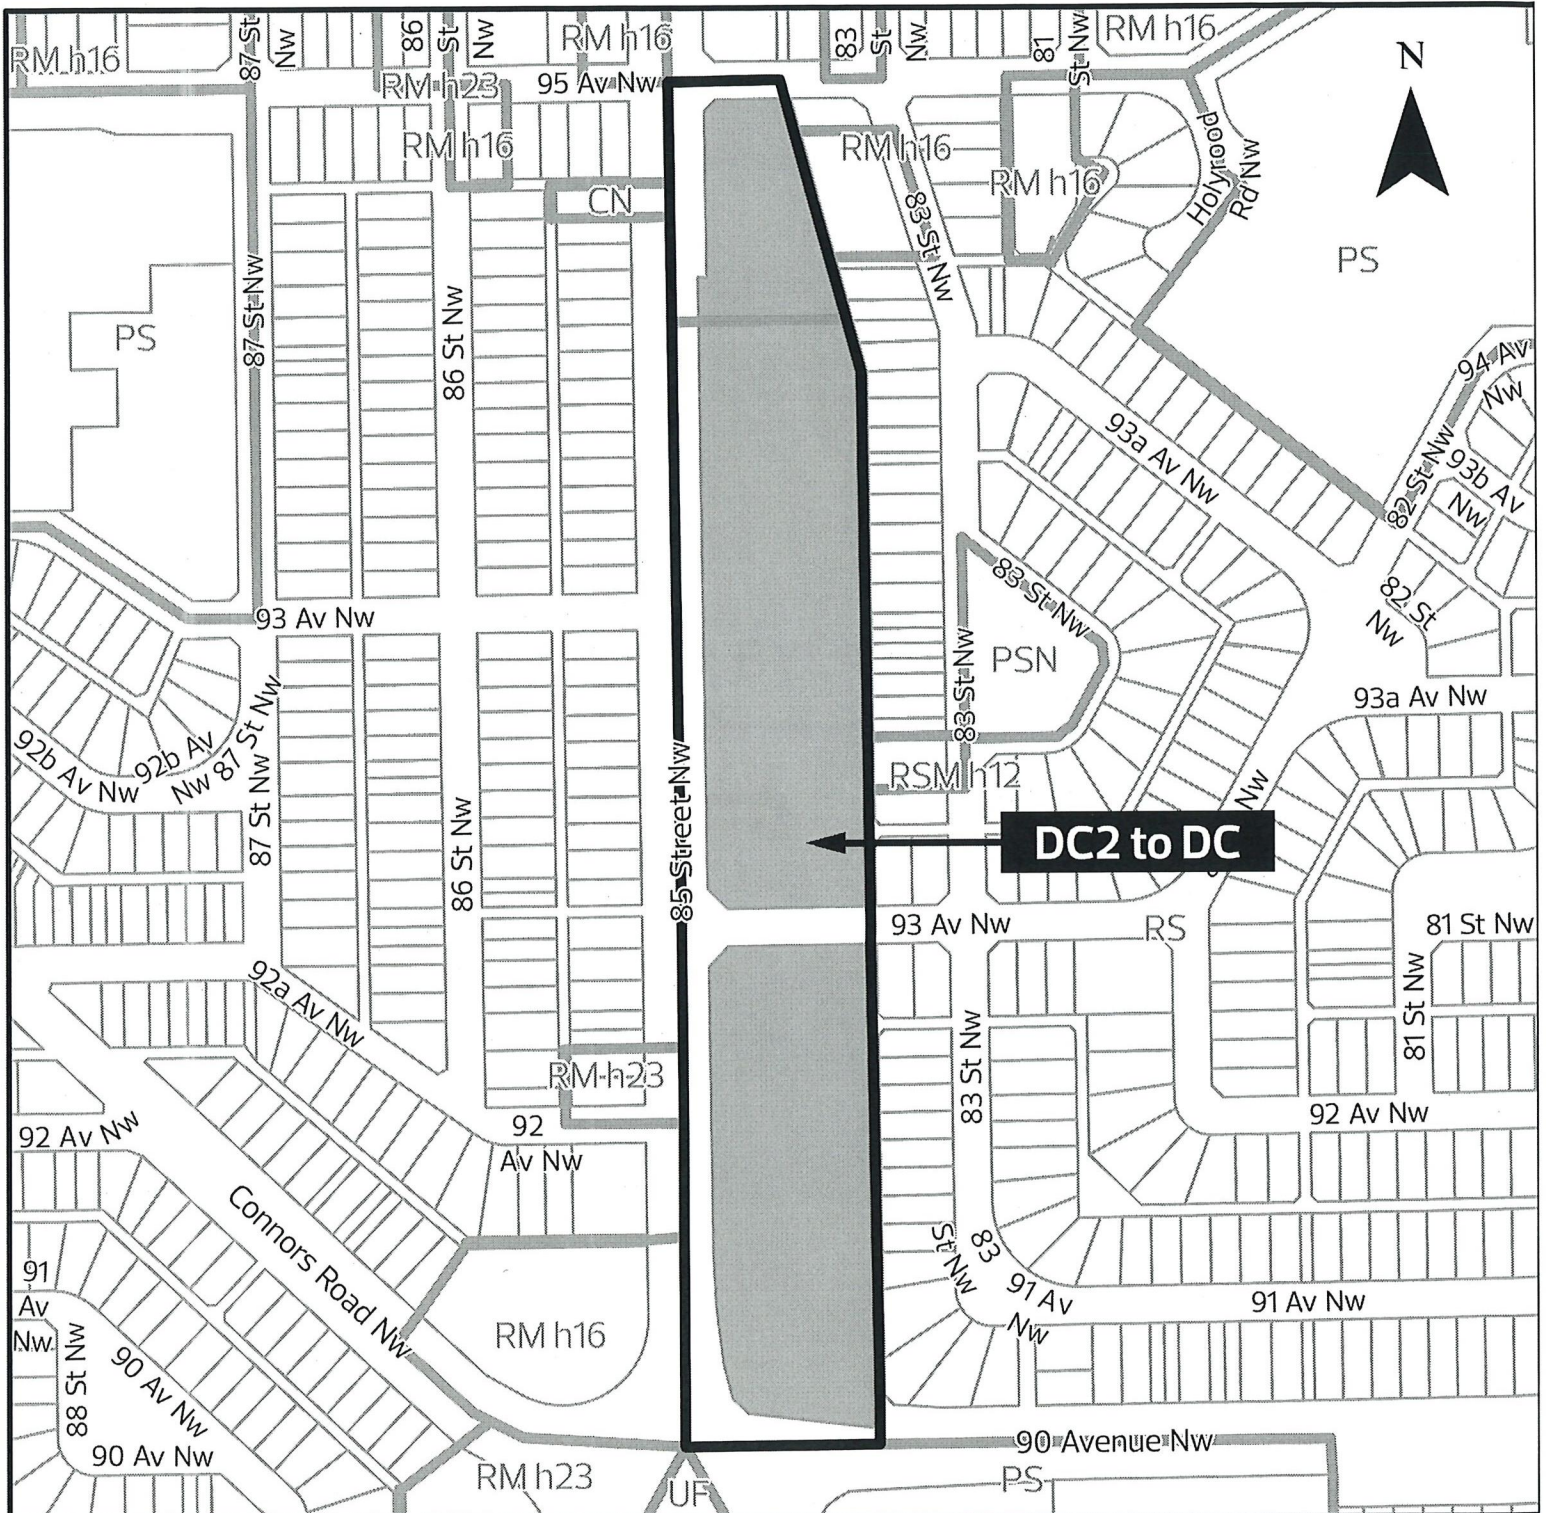 RM h16
87 St
Nw
86
St
Nw
RM h16
83
St
Nw
81
St Nw
RM h16
N
RM h23
95 Av Nw
RM h16
RM h16
RM h16
Holyrood
Rd Nw
CN
83 St Nw
PS
PS
87 St Nw
86 St Nw
94 Av
Nw
93a Av Nw
82 St Nw
93b Av
Nw
83 St Nw
82 St
Nw
93 Av Nw
PSN
83 St Nw
83 St Nw
93a Av Nw
92b Av Nw
92b Av
Nw
87 St Nw
87 St Nw
85 Street Nw
RSM h12
Nw
86 St Nw
DC2 to DC
93 Av Nw
RS
81 St Nw
92a Av Nw
81 St Nw
83 St Nw
RM h23
92 Av Nw
92
Av Nw
92 Av Nw
Connors Road Nw
83
St Nw
91
Av
Nw
91 Av
Nw
91 Av Nw
RM h16
88 St Nw
90 Av Nw
90 Av Nw
90 Avenue Nw
RM h23
UF
PS